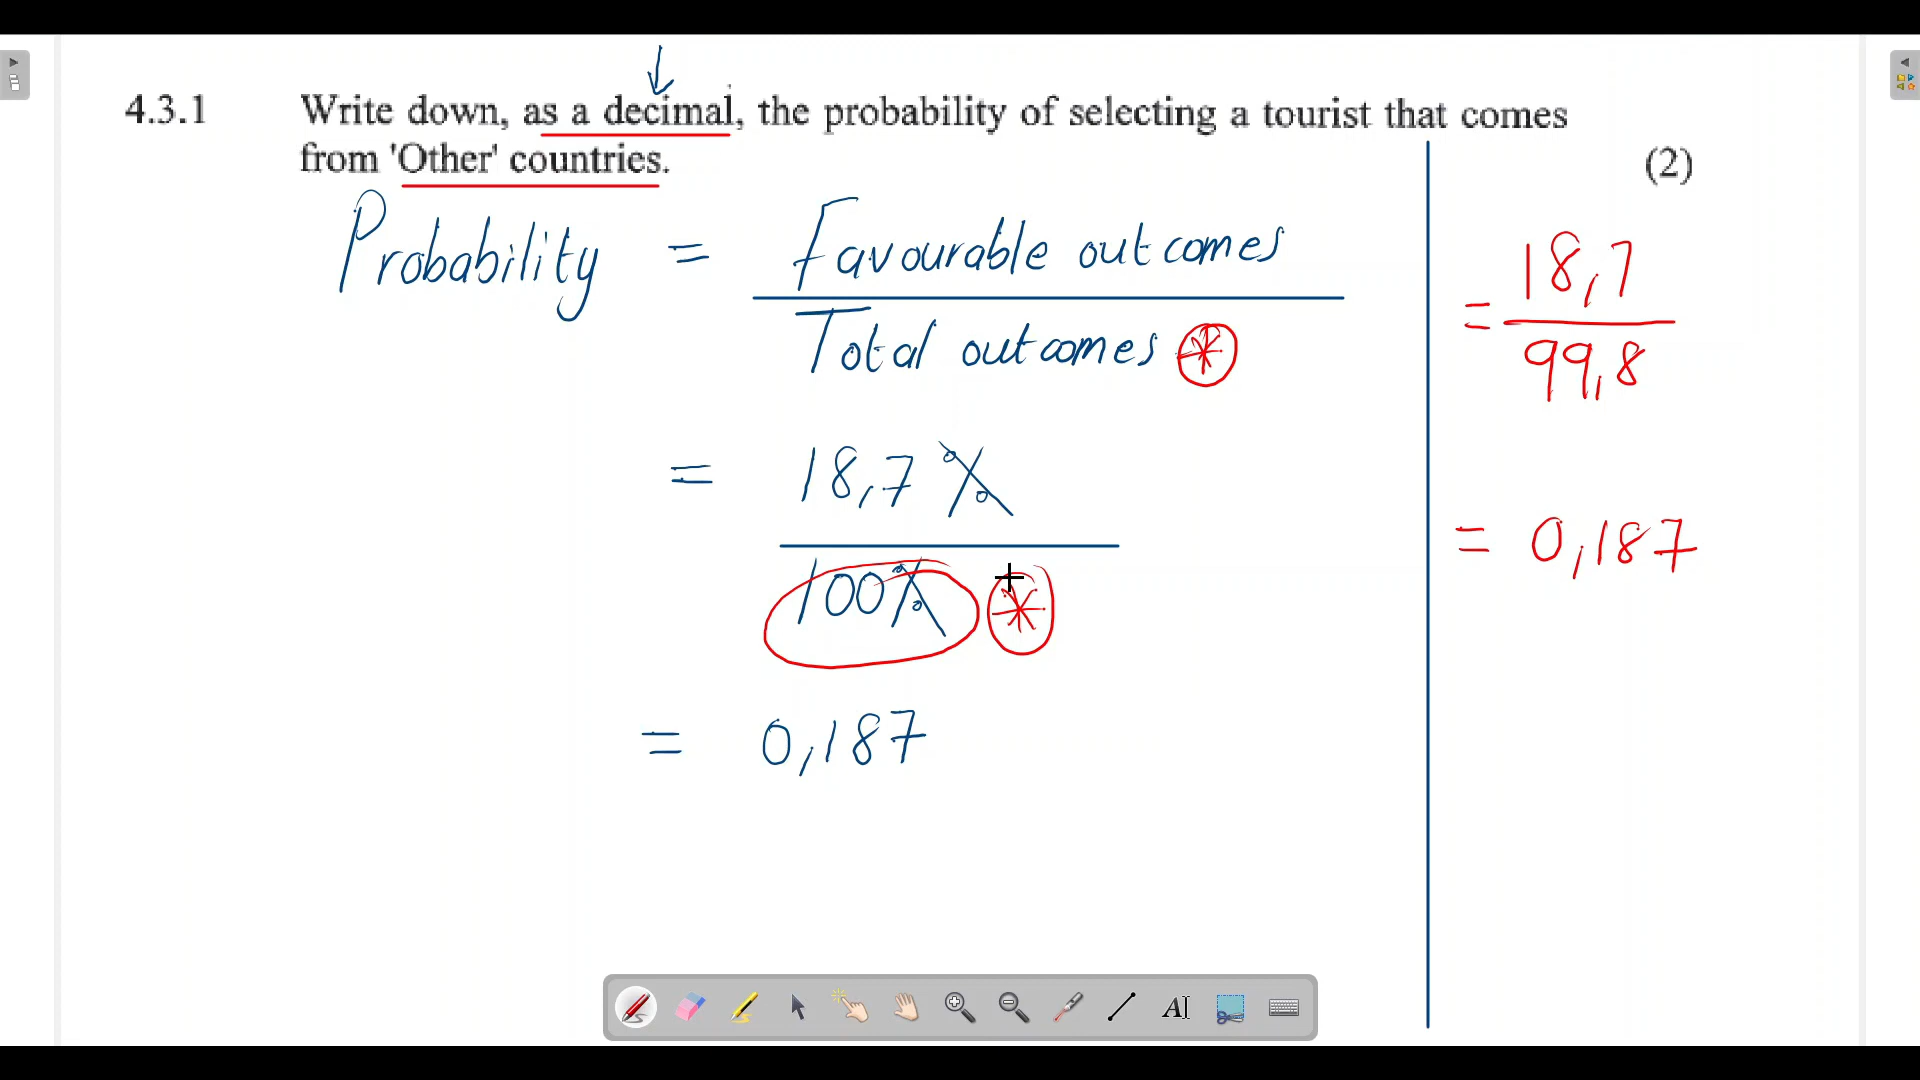 4.3.1 Write down, as a decimal, the probability of selecting a tourist that comes
from 'Other' countries. (2)
Probability = Favourable outcomes
Total outcomes *
= 18,7 %
100% *
= 0,187
= 18,7
99,8
= 0,187
AI